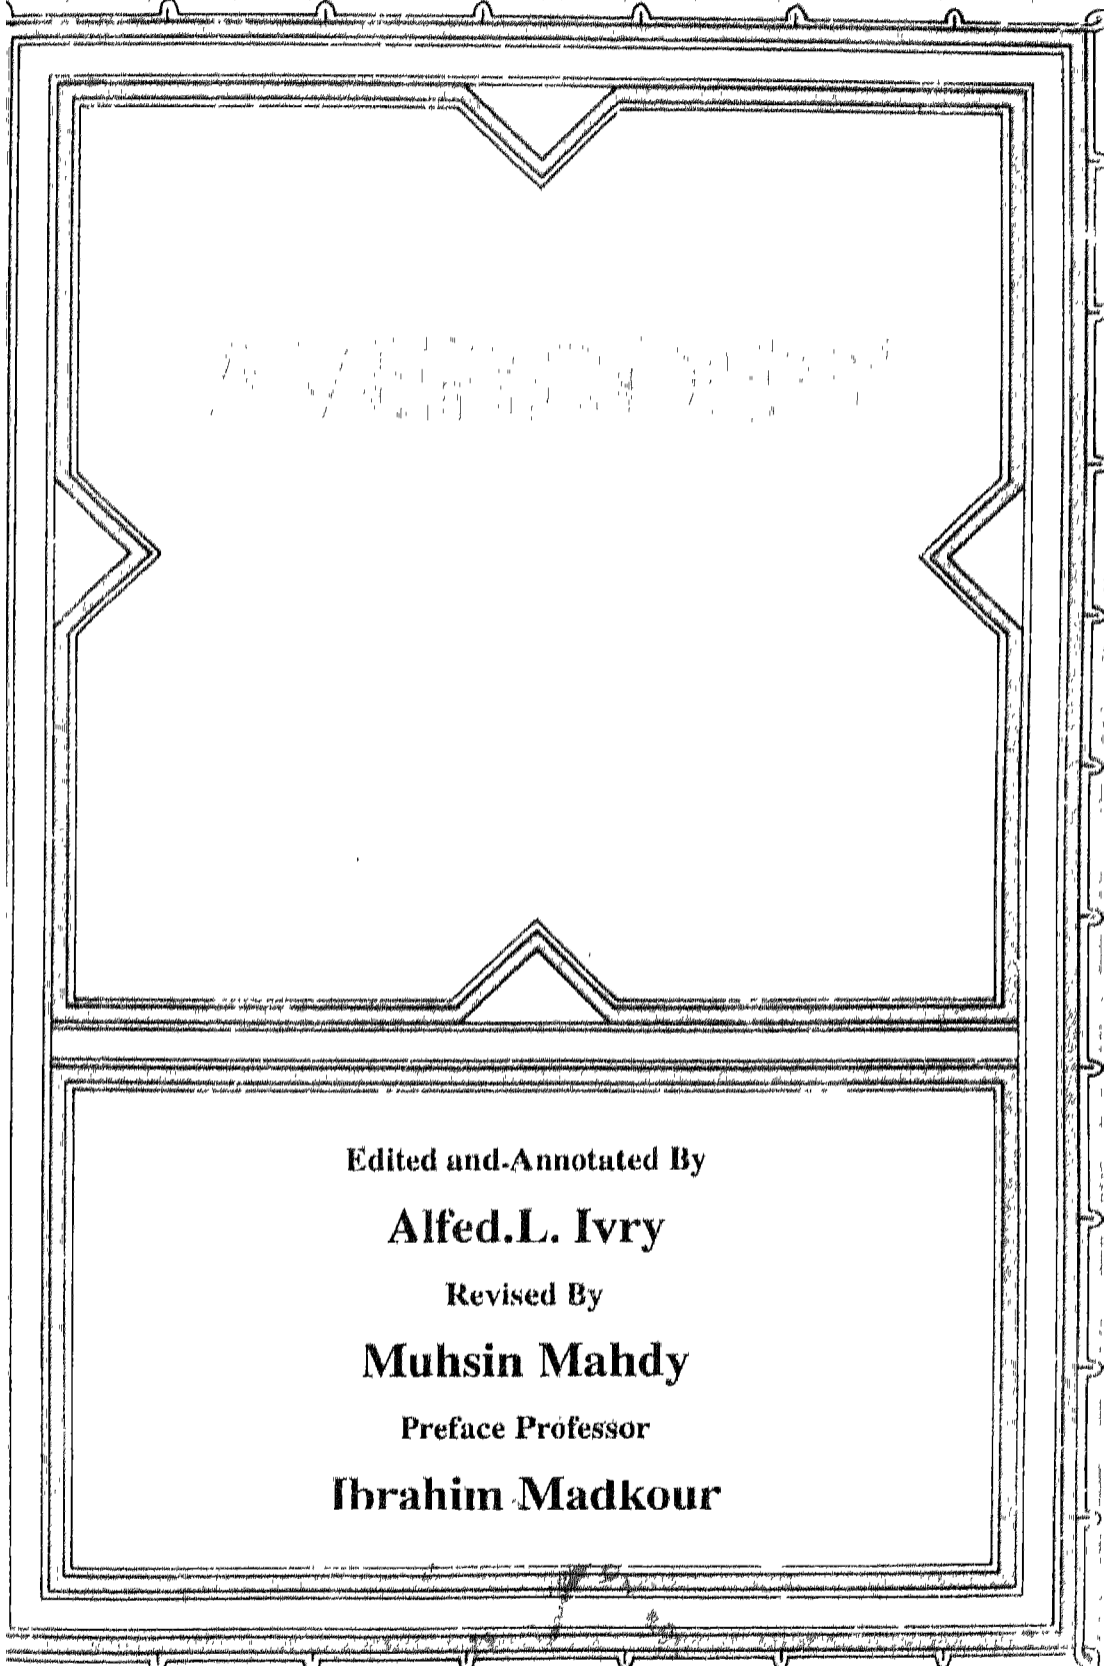 Edited and-Annotated By
Alfed.L. Ivry
Revised By
Muhsin Mahdy
Preface Professor
Ibrahim Madkour